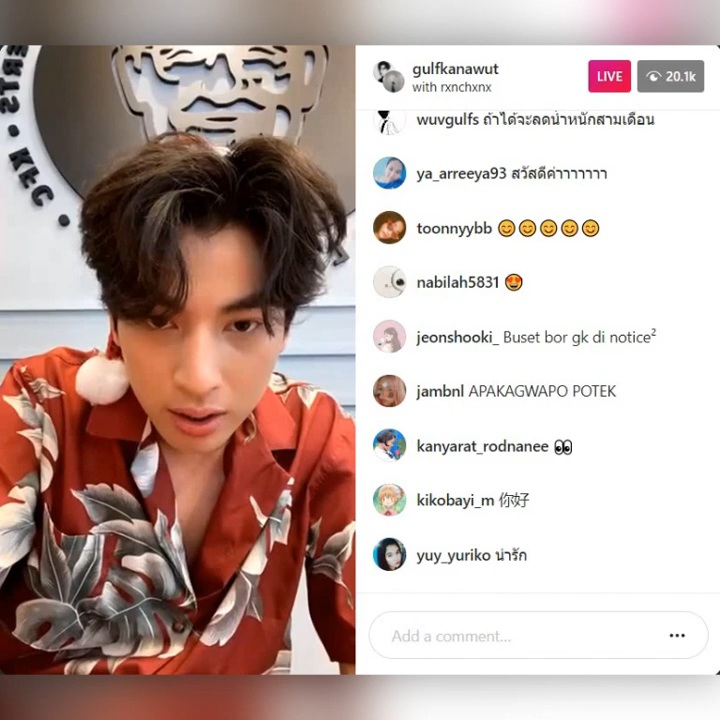 gulfkanawut
with rxnchxnx
LIVE
20.1k
wuvgulfs ถ้าได้จะลดน้ำหนักสามเดือน
ya_arreeya93 สวัสดีค่าาาาาาา
toonnyybb 😊😊😊😊😊
nabilah5831 😍
jeonshooki_ Buset bor gk di notice²
jambnl APAKAGWAPO POTEK
kanyarat_rodnanee 👀
kikobayi_m 你好
yuy_yuriko น่ารัก
Add a comment...
KFC